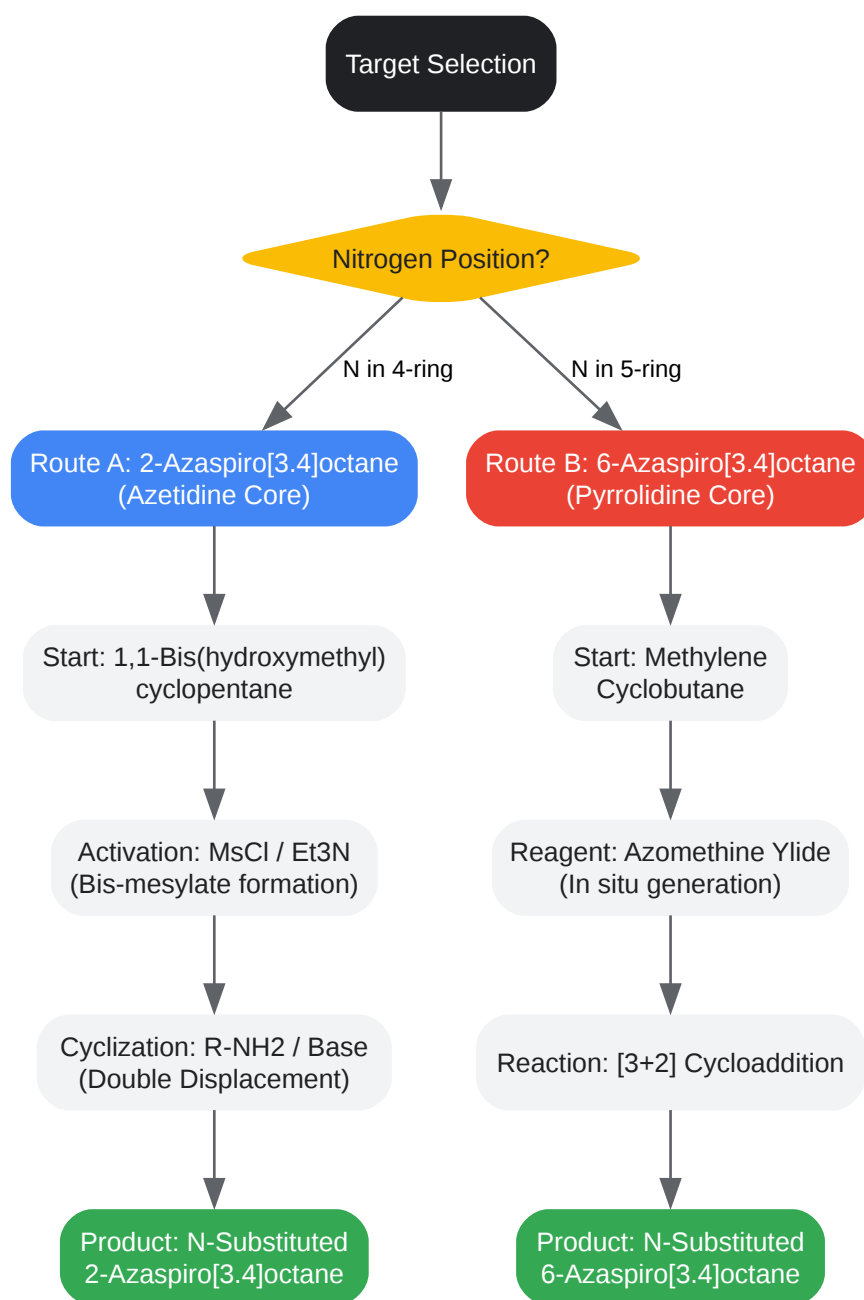 Target Selection
Nitrogen Position?
N in 4-ring
N in 5-ring
Route A: 2-Azaspiro[3.4]octane
(Azetidine Core)
Route B: 6-Azaspiro[3.4]octane
(Pyrrolidine Core)
Start: 1,1-Bis(hydroxymethyl)
cyclopentane
Start: Methylene
Cyclobutane
Activation: MsCl / Et3N
(Bis-mesylate formation)
Reagent: Azomethine Ylide
(In situ generation)
Cyclization: R-NH2 / Base
(Double Displacement)
Reaction: [3+2] Cycloaddition
Product: N-Substituted
2-Azaspiro[3.4]octane
Product: N-Substituted
6-Azaspiro[3.4]octane